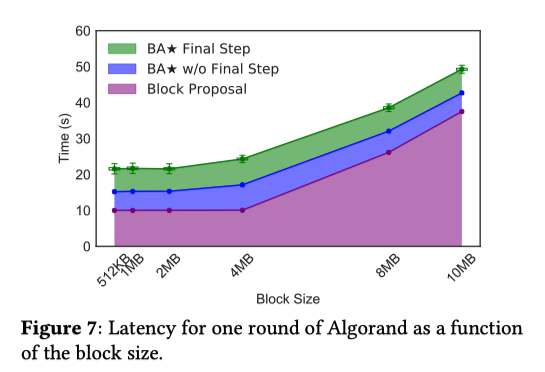 60
50
40
30
20
10
0
Time (s)
BA★ Final Step
BA★ w/o Final Step
Block Proposal
512KB
1MB
2MB
4MB
8MB
10MB
Block Size
Figure 7: Latency for one round of Algorand as a function
of the block size.